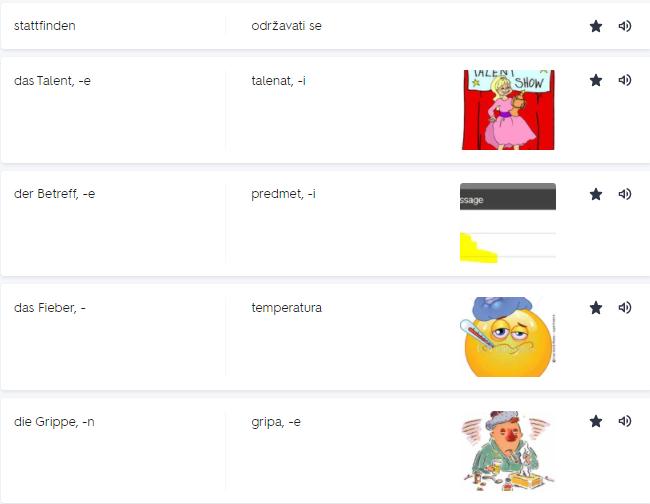 stattfinden održavati se
das Talent, -e talenat, -i
TALENT
SHOW
der Betreff, -e predmet, -i
ssage
das Fieber, - temperatura
die Grippe, -n gripa, -e